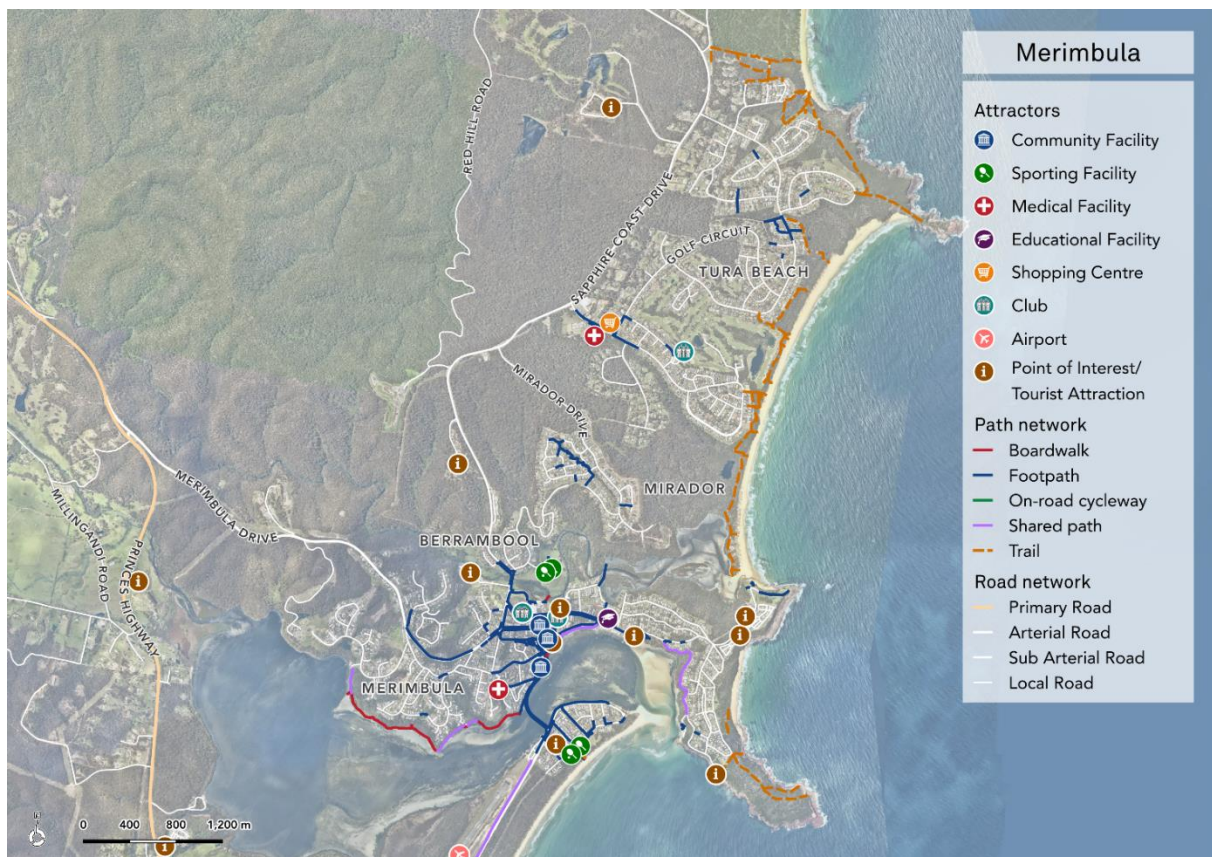 Merimbula
Attractors
Community Facility
Sporting Facility
Medical Facility
Educational Facility
Shopping Centre
Club
Airport
Point of Interest/
Tourist Attraction
Path network
Boardwalk
Footpath
On-road cycleway
Shared path
Trail
Road network
Primary Road
Arterial Road
Sub Arterial Road
Local Road
RED HILL ROAD
SAPPHIRE COAST DRIVE
GOLF CIRCUIT
TURA BEACH
MIRADOR DRIVE
MIRADOR
MERIMBULA DRIVE
MILLINGANDI ROAD
PRINCES HIGHWAY
BERRAMBOOL
MERIMBULA
0 400 800 1,200 m